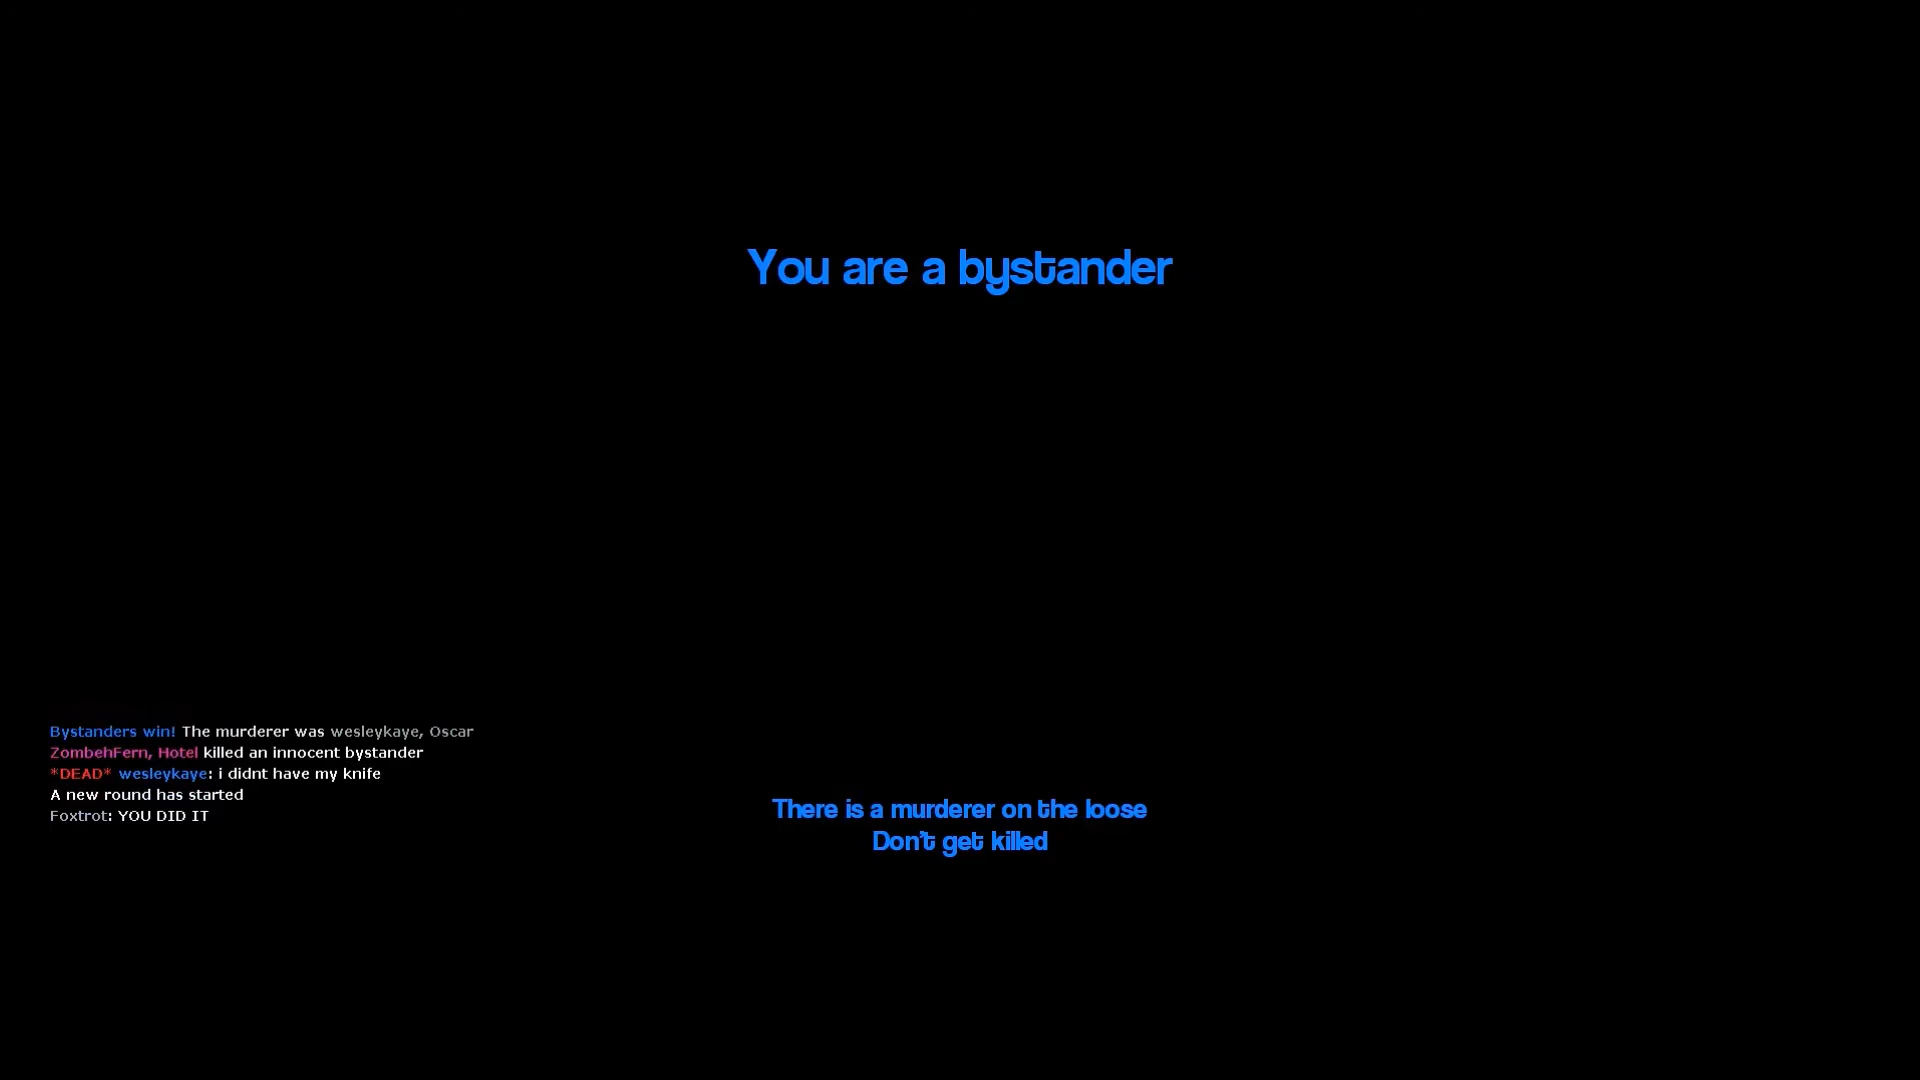 You are a bystander
Bystanders win! The murderer was wesleykaye, Oscar
ZombehFern, Hotel killed an innocent bystander
*DEAD* wesleykaye: i didnt have my knife
A new round has started
Foxtrot: YOU DID IT
There is a murderer on the loose
Don't get killed